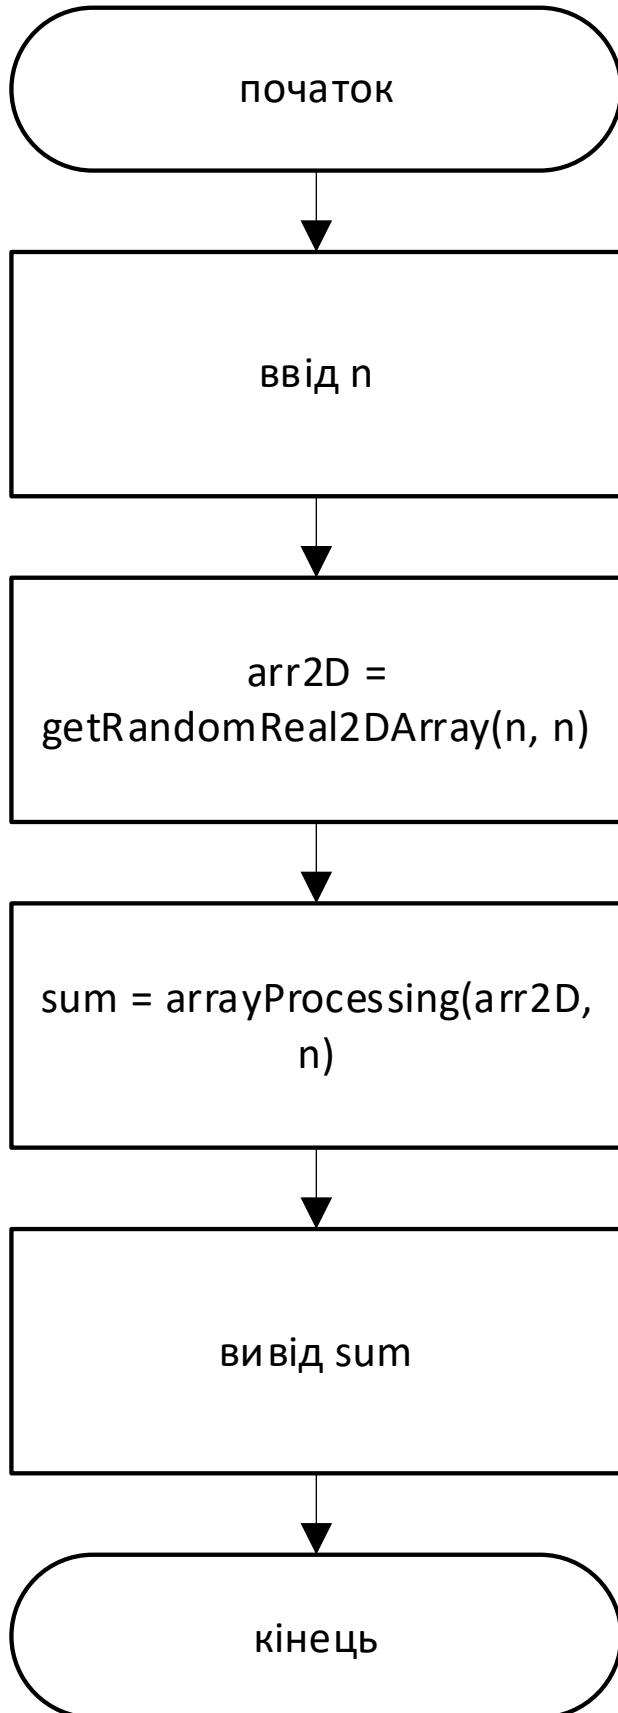 початок
ввід n
arr2D =
getRandomReal2DArray(n, n)
sum = arrayProcessing(arr2D,
n)
вивід sum
кінець